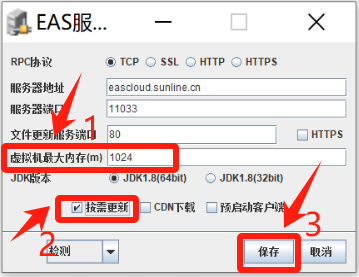 EAS服...
RPC协议 TCP SSL HTTP HTTPS
服务器地址 eascloud.sunline.cn
服务器端口 11033
1
文件更新服务端口 80 HTTPS
虚拟机最大内存(m) 1024
JDK版本 JDK1.8(64bit) JDK1.8(32bit)
按需更新 CDN下载 预启动客户端
2 3
检测 保存 取消